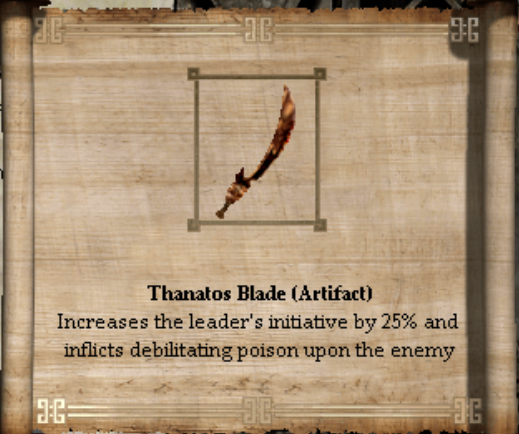 Thanatos Blade (Artifact)
Increases the leader's initiative by 25% and
inflicts debilitating poison upon the enemy